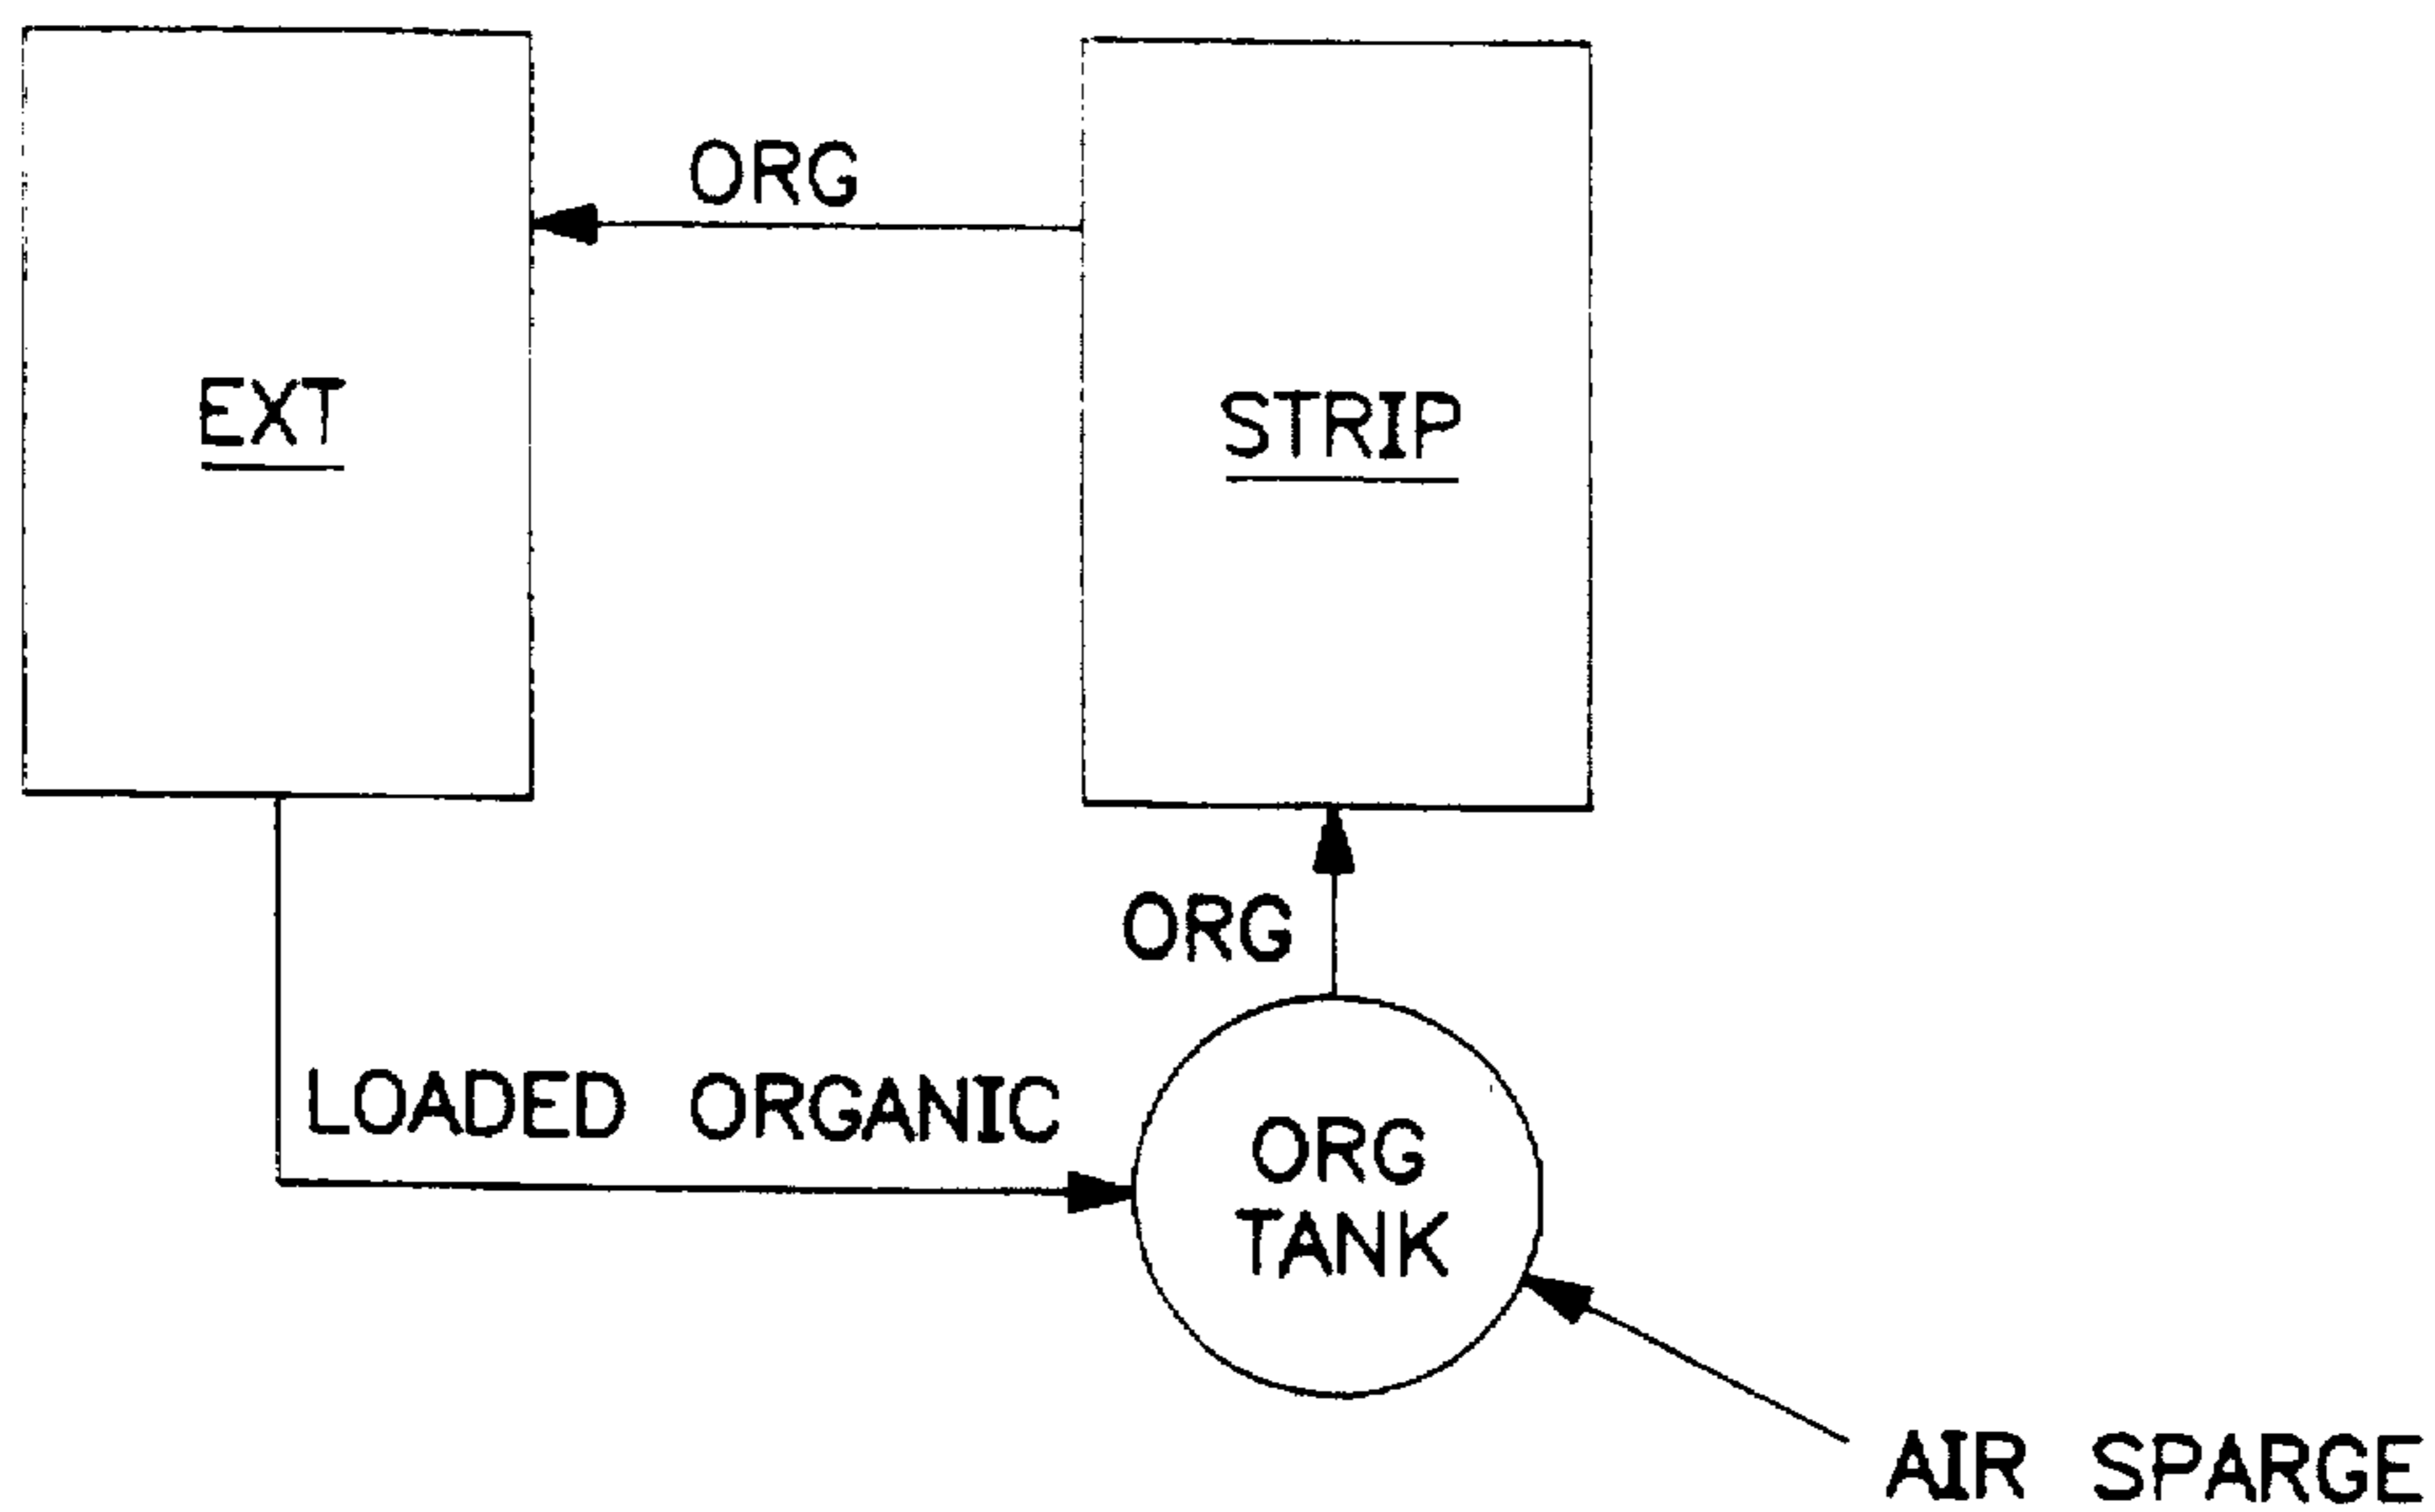 ORG
EXT
STRIP
ORG
LOADED ORGANIC
ORG
TANK
AIR SPARGE